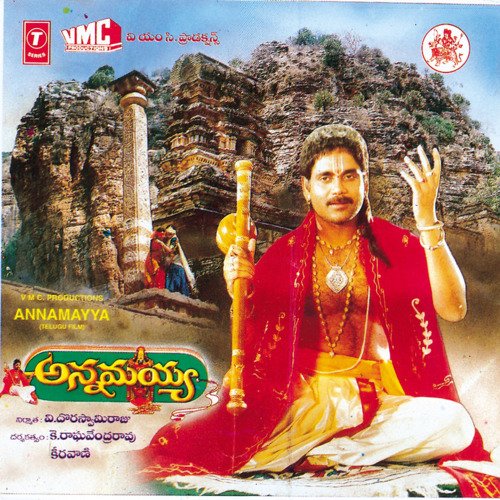 T
SERIES
VMC
PRODUCTIONS
వి యం సి. ప్రొడక్షన్స్
V M C. PRODUCTIONS
ANNAMAYYA
(TELUGU FILM)
అన్నమయ్య
నిర్మాత : వి.దొరస్వామిరాజు
దర్శకత్వం : కె.రాఘవేంద్రరావు
కీరవాణి